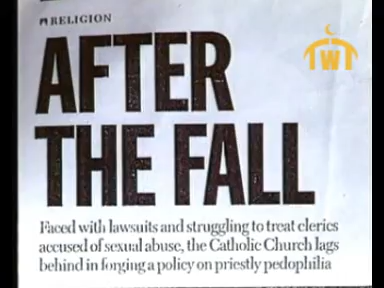 RELIGION
AFTER
THE FALL
Faced with lawsuits and struggling to treat clerics
accused of sexual abuse, the Catholic Church lags
behind in forging a policy on priestly pedophilia
W